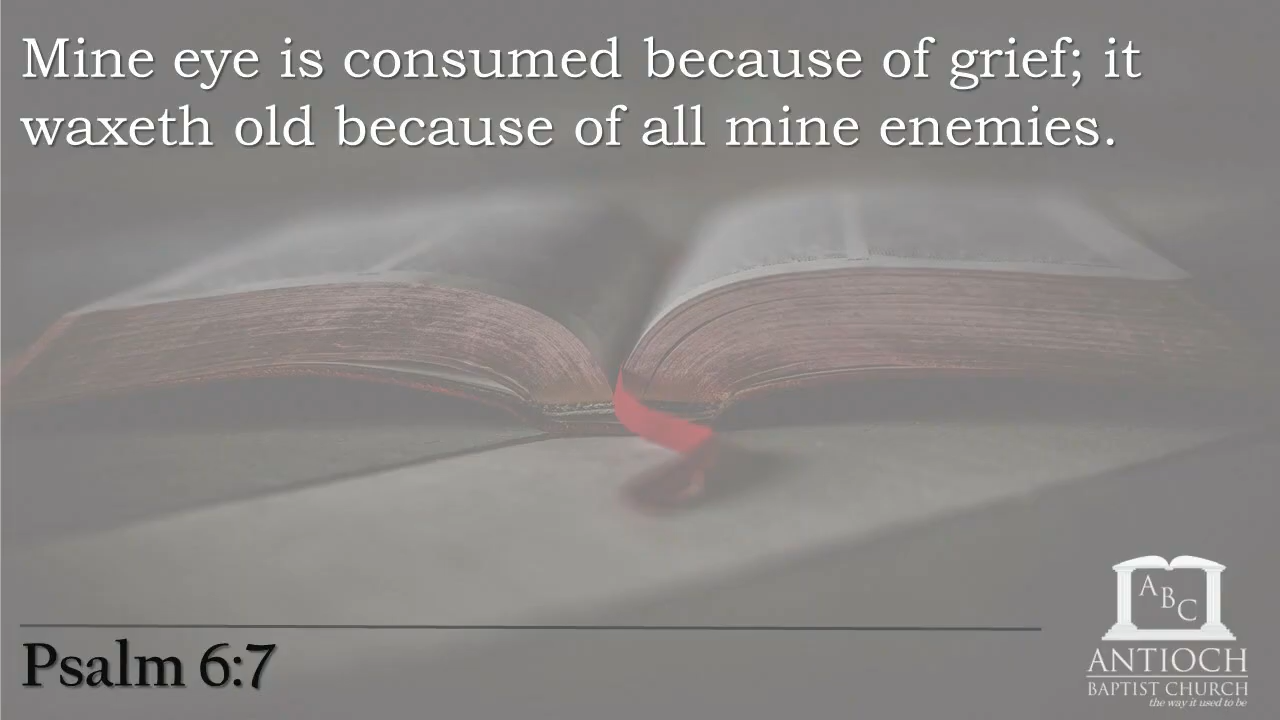 Mine eye is consumed because of grief; it
waxeth old because of all mine enemies.
Psalm 6:7
ABC
ANTIOCH
BAPTIST CHURCH
the way it used to be